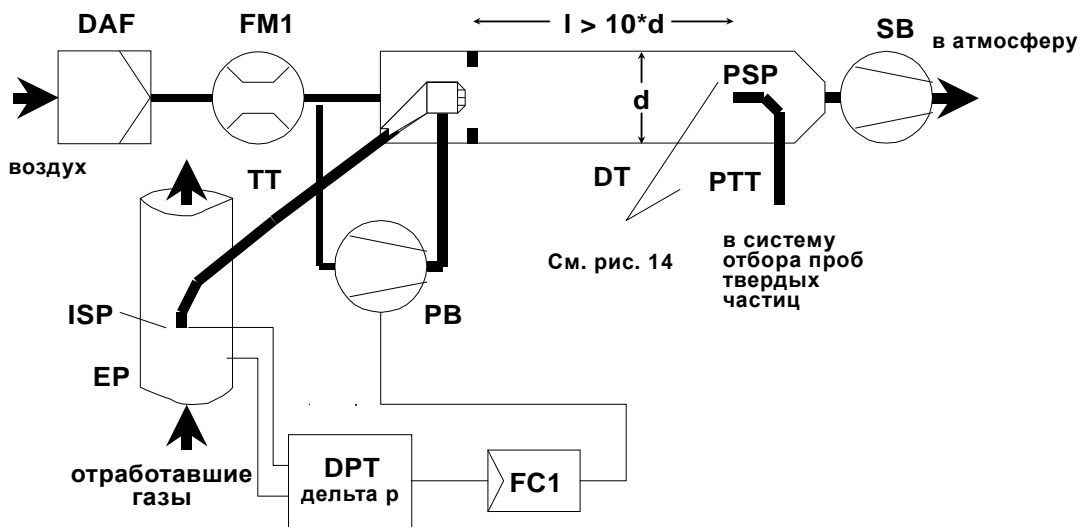 DAF
FM1
l > 10*d
SB
в атмосферу
PSP
d
воздух
TT
DT
PTT
См. рис. 14
в систему
отбора проб
твердых
частиц
ISP
PB
EP
отработавшие
газы
DPT
дельта p
FC1